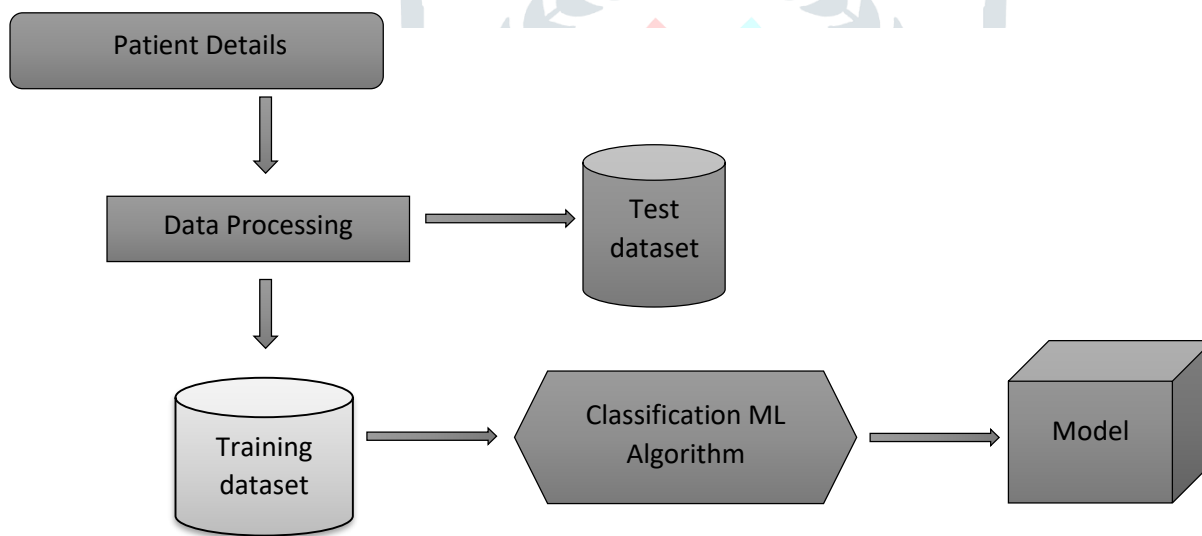 Patient Details
Data Processing
Test
dataset
Training
dataset
Classification ML
Algorithm
Model